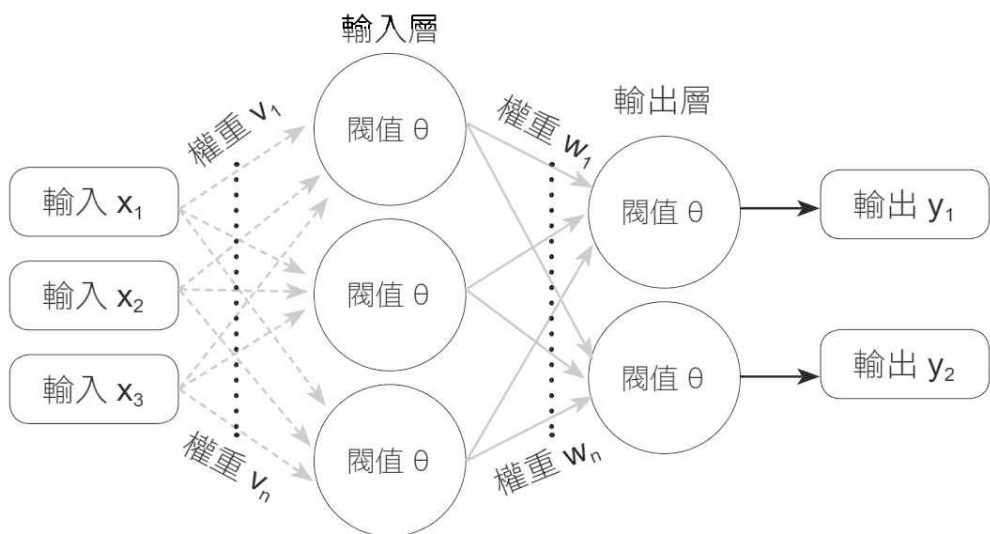 輸入層
權重 v1
閥值 θ
權重 w1
輸出層
輸入 x1
閥值 θ
輸出 y1
輸入 x2
閥值 θ
輸入 x3
閥值 θ
輸出 y2
權重 vn
閥值 θ
權重 wn